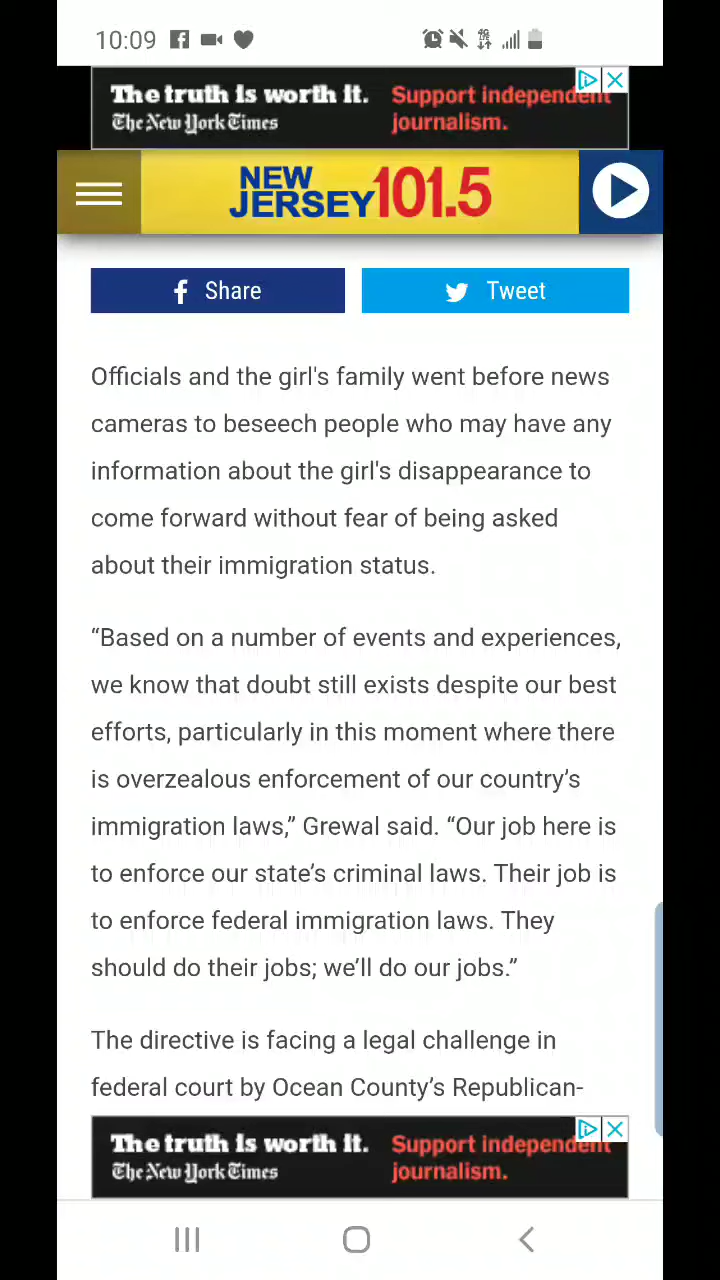 10:09
The truth is worth it.
The New York Times
Support independent
journalism.
NEW
JERSEY 101.5
Share
Tweet
Officials and the girl's family went before news
cameras to beseech people who may have any
information about the girl's disappearance to
come forward without fear of being asked
about their immigration status.
“Based on a number of events and experiences,
we know that doubt still exists despite our best
efforts, particularly in this moment where there
is overzealous enforcement of our country’s
immigration laws,” Grewal said. “Our job here is
to enforce our state’s criminal laws. Their job is
to enforce federal immigration laws. They
should do their jobs; we’ll do our jobs.”
The directive is facing a legal challenge in
federal court by Ocean County’s Republican-
The truth is worth it.
The New York Times
Support independent
journalism.